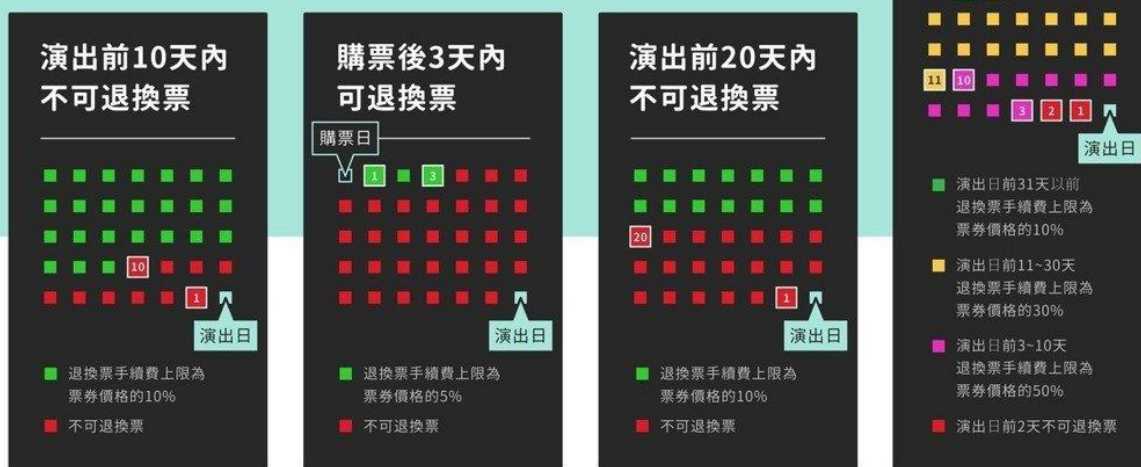 演出前10天內
不可退換票
10
1
演出日
退換票手續費上限為
票券價格的10%
不可退換票
購票後3天內
可退換票
購票日
1
3
演出日
退換票手續費上限為
票券價格的5%
不可退換票
演出前20天內
不可退換票
20
1
演出日
退換票手續費上限為
票券價格的10%
不可退換票
11 10
3 2 1
演出日
演出日前31天以前
退換票手續費上限為
票券價格的10%
演出日前11~30天
退換票手續費上限為
票券價格的30%
演出日前3~10天
退換票手續費上限為
票券價格的50%
演出日前2天不可退換票